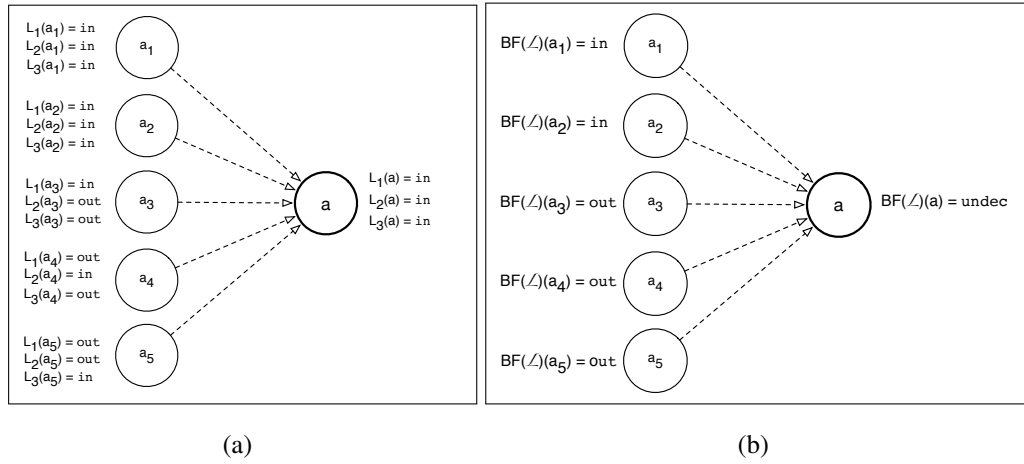 L1(a1) = in
L2(a1) = in
L3(a1) = in
a1
L1(a2) = in
L2(a2) = in
L3(a2) = in
a2
L1(a3) = in
L2(a3) = out
L3(a3) = out
a3
L1(a4) = out
L2(a4) = in
L3(a4) = out
a4
L1(a5) = out
L2(a5) = out
L3(a5) = in
a5
a
L1(a) = in
L2(a) = in
L3(a) = in
(a)
BF(ℒ)(a1) = in
a1
BF(ℒ)(a2) = in
a2
BF(ℒ)(a3) = out
a3
BF(ℒ)(a4) = out
a4
BF(ℒ)(a5) = out
a5
a
BF(ℒ)(a) = undec
(b)